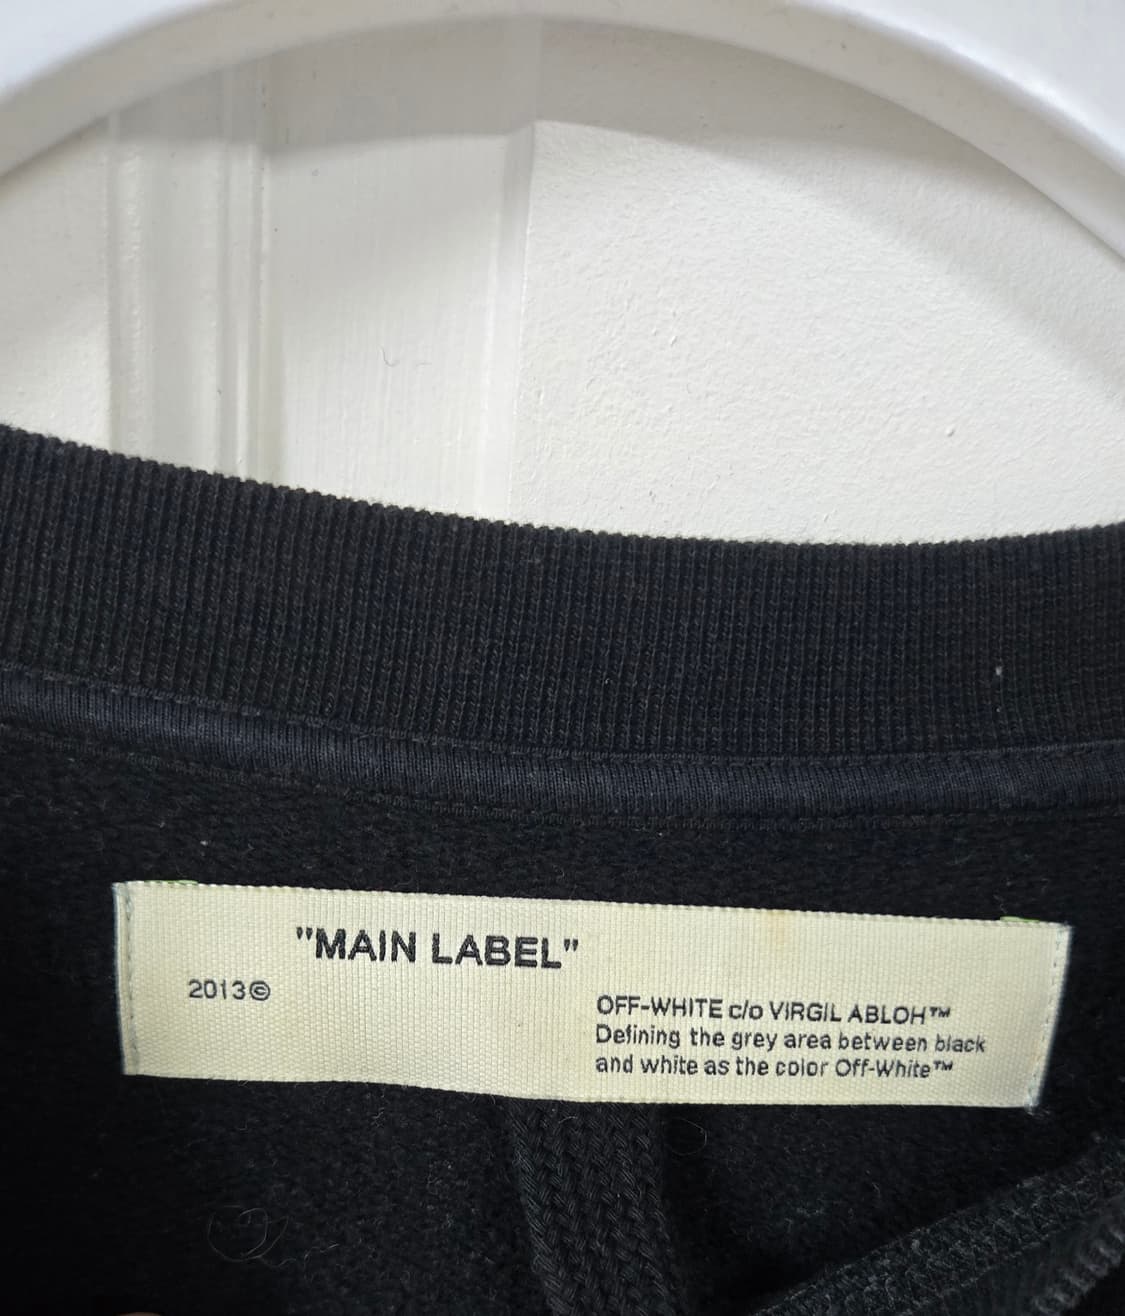 "MAIN LABEL"
2013©
OFF-WHITE c/o VIRGIL ABLOH™
Defining the grey area between black
and white as the color Off-White™